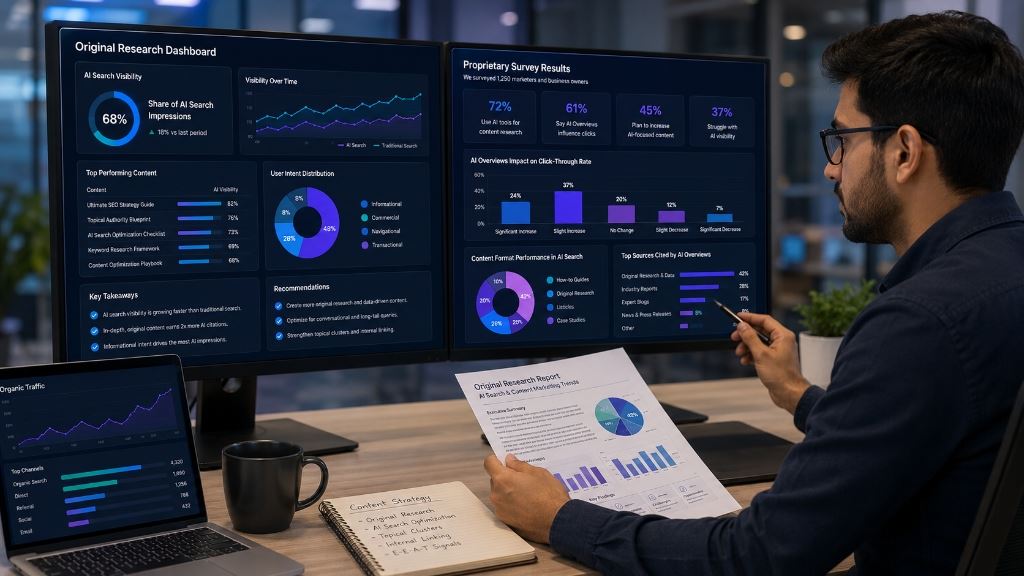 Original Research Dashboard
AI Search Visibility
68%
Share of AI Search
Impressions
▲ 18% vs last period
Visibility Over Time
AI Search
Traditional Search
Top Performing Content
Content
AI Visibility
Ultimate SEO Strategy Guide
82%
Topical Authority Blueprint
76%
AI Search Optimization Checklist
73%
Keyword Research Framework
69%
Content Optimization Playbook
68%
User Intent Distribution
8%
8%
28%
48%
Informational
Commercial
Navigational
Transactional
Key Takeaways
AI search visibility is growing faster than traditional search.
In-depth, original content earns 2x more AI citations.
Informational intent drives the most AI impressions.
Recommendations
Create more original research and data-driven content.
Optimize for conversational and long-tail queries.
Strengthen topical clusters and internal linking.
Proprietary Survey Results
We surveyed 1,250 marketers and business owners
72%
Use AI tools for
content research
61%
Say AI Overviews
influence clicks
45%
Plan to increase
AI-focused content
37%
Struggle with
AI visibility
AI Overviews Impact on Click-Through Rate
60%
40%
20%
0%
24%
37%
20%
12%
7%
Significant Increase
Slight Increase
No Change
Slight Decrease
Significant Decrease
Content Format Performance in AI Search
10%
20%
29%
42%
How-to Guides
Original Research
Listicles
Case Studies
Top Sources Cited by AI Overviews
Original Research & Data
42%
Industry Reports
28%
Expert Blogs
17%
News & Press Releases
8%
Other
Organic Traffic
Top Channels
4,320
Organic Search
Direct
Referral
Social
Email
432
Original Research Report
AI Search & Content Marketing Trends
Executive Summary
42%
Key Findings
Content Strategy
- Original Research
- AI Search Optimization
- Topical Clusters
- Internal Linking
- E-E-A-T Signals